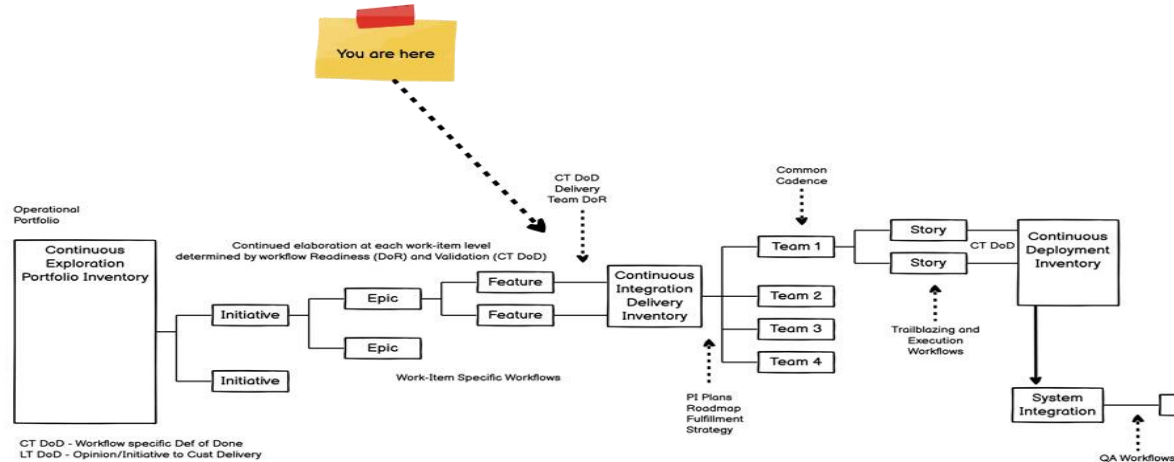 You are here
CT DoD
Delivery
Team DoR
Common
Cadence
Operational
Portfolio
Continuous
Exploration
Portfolio Inventory
Continued elaboration at each work-item level
determined by workflow Readiness (DoR) and Validation (CT DoD)
Initiative
Initiative
Epic
Epic
Feature
Feature
Work-Item Specific Workflows
Continuous
Integration
Delivery
Inventory
PI Plans
Roadmap
Fulfillment
Strategy
Team 1
Team 2
Team 3
Team 4
Story
Story
CT DoD
Continuous
Deployment
Inventory
Trailblazing and
Execution
Workflows
System
Integration
QA Workflows
CT DoD - Workflow specific Def of Done
LT DoD - Opinion/Initiative to Cust Delivery